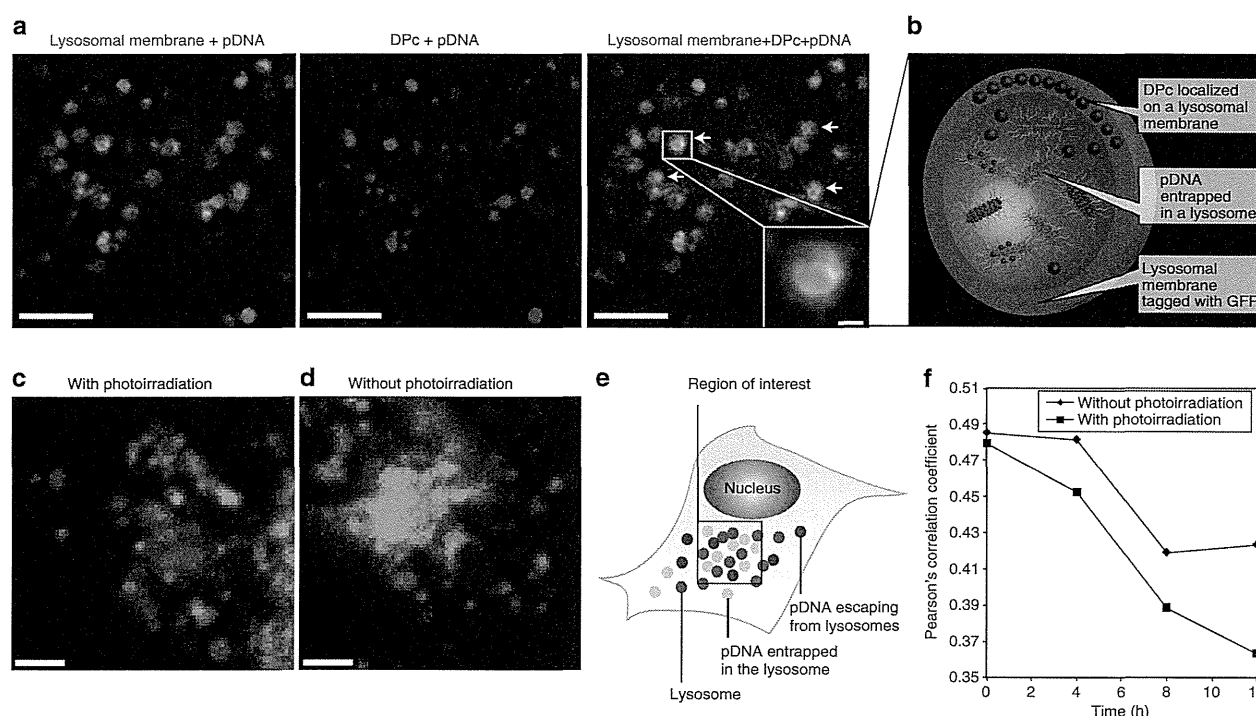 a
Lysosomal membrane + pDNA
DPc + pDNA
Lysosomal membrane+DPc+pDNA
b
DPc localized
on a lysosomal
membrane
pDNA
entrapped
in a lysosome
Lysosomal
membrane
tagged with GFP
c
With photoirradiation
d
Without photoirradiation
e
Region of interest
Nucleus
pDNA escaping
from lysosomes
pDNA entrapped
in the lysosome
Lysosome
f
Pearson's correlation coefficient
0.51
0.49
0.47
0.45
0.43
0.41
0.39
0.37
0.35
Without photoirradiation
With photoirradiation
0 2 4 6 8 10
Time (h)